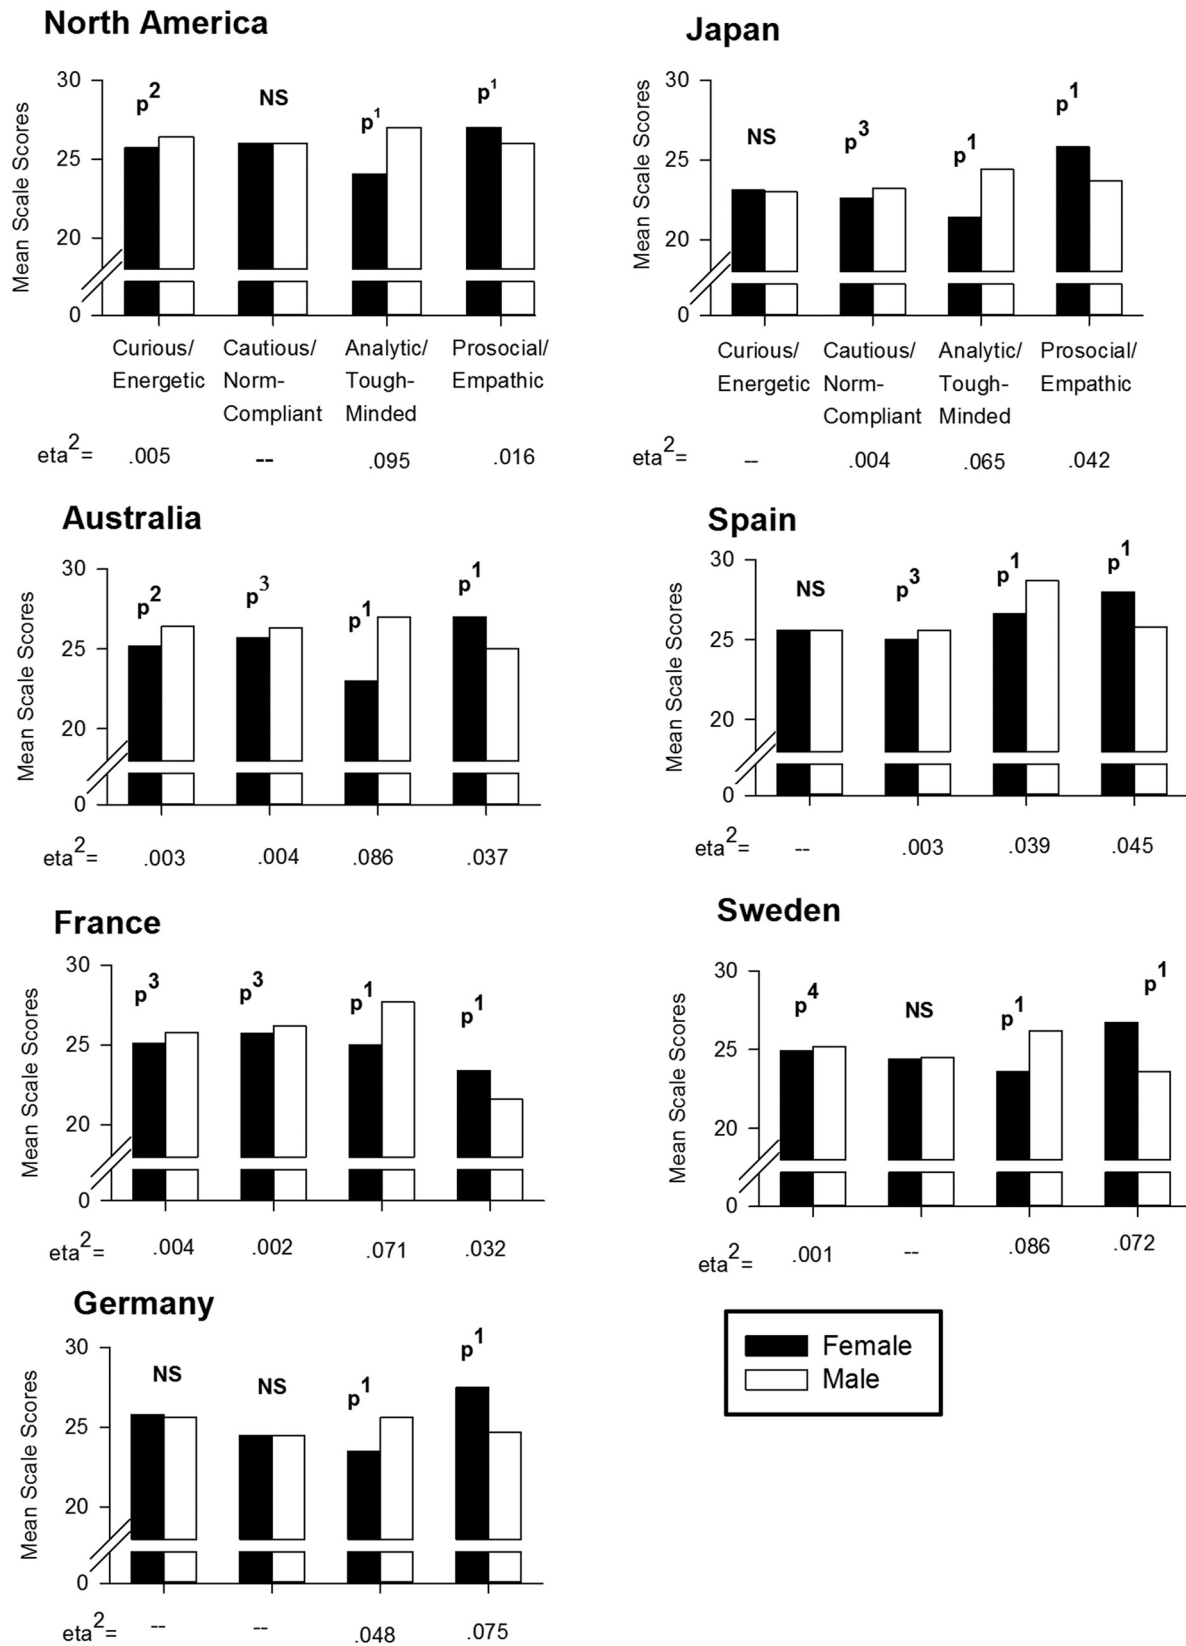 North America
Mean Scale Scores
30
25
20
0
p²
NS
p¹
p¹
Curious/
Energetic
Cautious/
Norm-
Compliant
Analytic/
Tough-
Minded
Prosocial/
Empathic
eta²= .005 -- .095 .016
Japan
Mean Scale Scores
30
25
20
0
NS
p³
p¹
p¹
Curious/
Energetic
Cautious/
Norm-
Compliant
Analytic/
Tough-
Minded
Prosocial/
Empathic
eta²= -- .004 .065 .042
Australia
Mean Scale Scores
30
25
20
0
p²
p³
p¹
p¹
eta²= .003 .004 .086 .037
Spain
Mean Scale Scores
30
25
20
0
NS
p³
p¹
p¹
eta²= -- .003 .039 .045
France
Mean Scale Scores
30
25
20
0
p³
p³
p¹
p¹
eta²= .004 .002 .071 .032
Sweden
Mean Scale Scores
30
25
20
0
p⁴
NS
p¹
p¹
eta²= .001 -- .086 .072
Germany
Mean Scale Scores
30
25
20
0
NS
NS
p¹
p¹
eta²= -- -- .048 .075
Female
Male